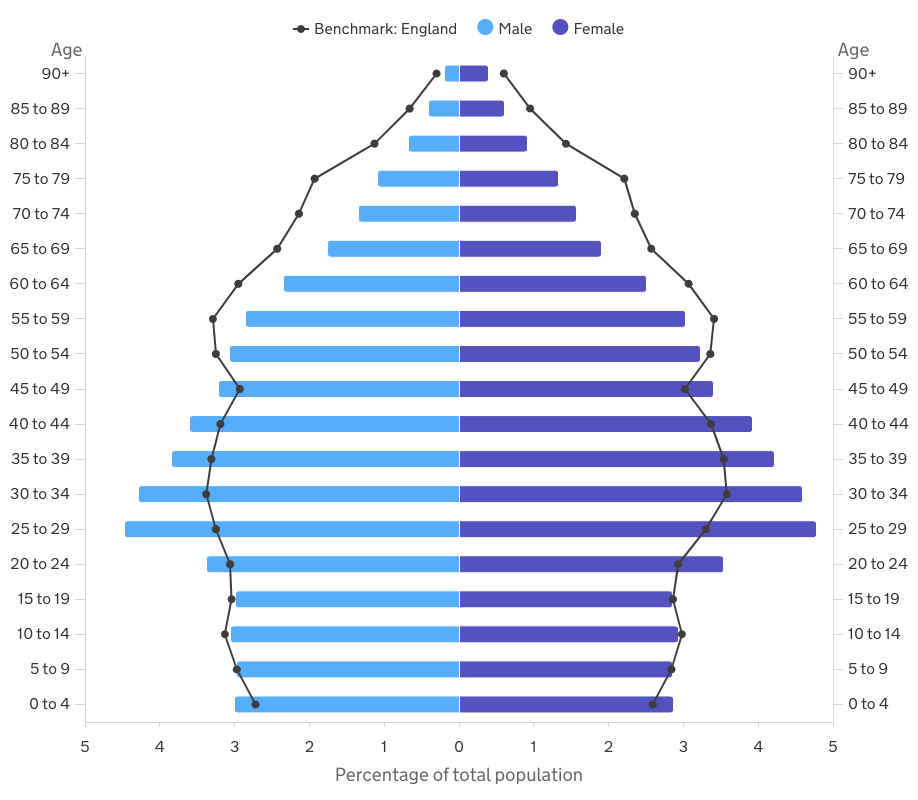 Benchmark: England Male Female
Age Age
90+ 90+
85 to 89 85 to 89
80 to 84 80 to 84
75 to 79 75 to 79
70 to 74 70 to 74
65 to 69 65 to 69
60 to 64 60 to 64
55 to 59 55 to 59
50 to 54 50 to 54
45 to 49 45 to 49
40 to 44 40 to 44
35 to 39 35 to 39
30 to 34 30 to 34
25 to 29 25 to 29
20 to 24 20 to 24
15 to 19 15 to 19
10 to 14 10 to 14
5 to 9 5 to 9
0 to 4 0 to 4
5 4 3 2 1 0 1 2 3 4 5
Percentage of total population